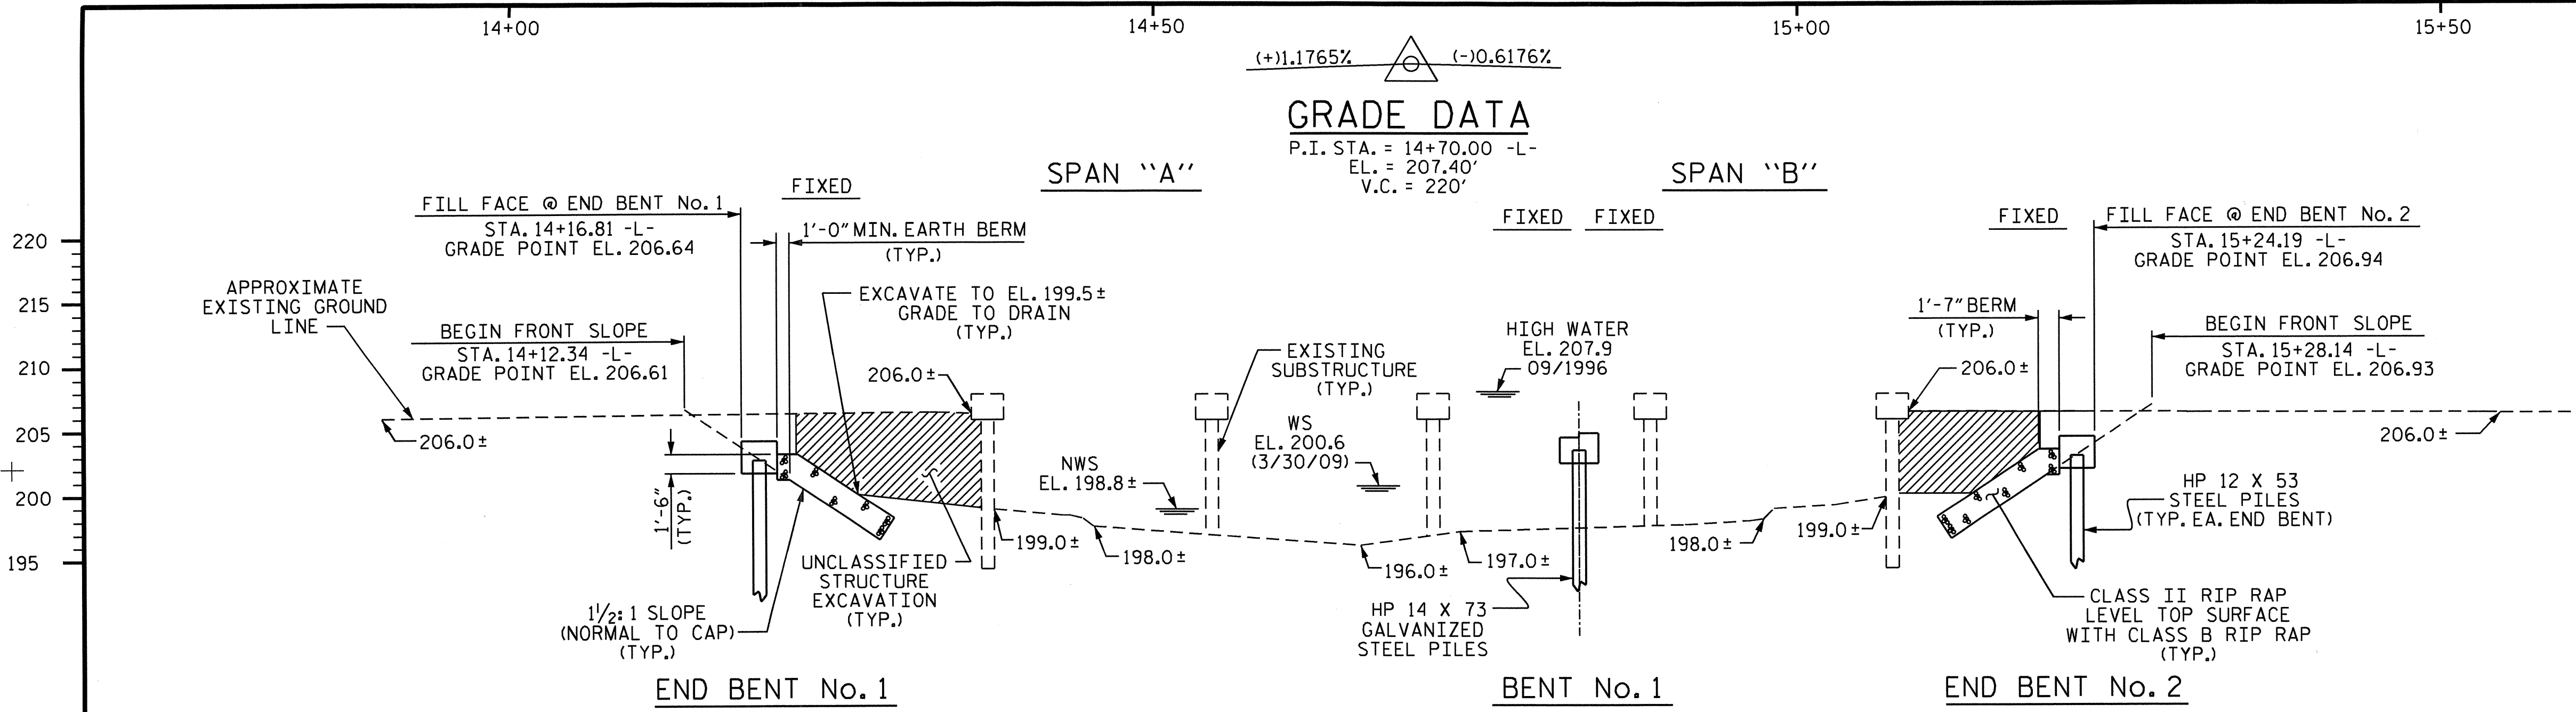 14+00
14+50
15+00
15+50
(+)1.1765%
(-)0.6176%
GRADE DATA
P.I. STA. = 14+70.00 -L-
EL. = 207.40'
V.C. = 220'
SPAN "A"
SPAN "B"
FIXED
FIXED
FIXED
FIXED
FILL FACE @ END BENT No. 1
STA. 14+16.81 -L-
GRADE POINT EL. 206.64
1'-0" MIN. EARTH BERM
(TYP.)
FILL FACE @ END BENT No. 2
STA. 15+24.19 -L-
GRADE POINT EL. 206.94
220
215
210
205
200
195
APPROXIMATE
EXISTING GROUND
LINE
EXCAVATE TO EL. 199.5±
GRADE TO DRAIN
(TYP.)
BEGIN FRONT SLOPE
STA. 14+12.34 -L-
GRADE POINT EL. 206.61
HIGH WATER
EL. 207.9
09/1996
1'-7" BERM
(TYP.)
BEGIN FRONT SLOPE
STA. 15+28.14 -L-
GRADE POINT EL. 206.93
EXISTING
SUBSTRUCTURE
(TYP.)
206.0±
206.0±
206.0±
206.0±
WS
EL. 200.6
(3/30/09)
NWS
EL. 198.8±
1'-6"
(TYP.)
HP 12 X 53
STEEL PILES
(TYP. EA. END BENT)
199.0±
198.0±
196.0±
197.0±
198.0±
199.0±
UNCLASSIFIED
STRUCTURE
EXCAVATION
(TYP.)
1½:1 SLOPE
(NORMAL TO CAP)
(TYP.)
HP 14 X 73
GALVANIZED
STEEL PILES
CLASS II RIP RAP
LEVEL TOP SURFACE
WITH CLASS B RIP RAP
(TYP.)
END BENT No. 1
BENT No. 1
END BENT No. 2